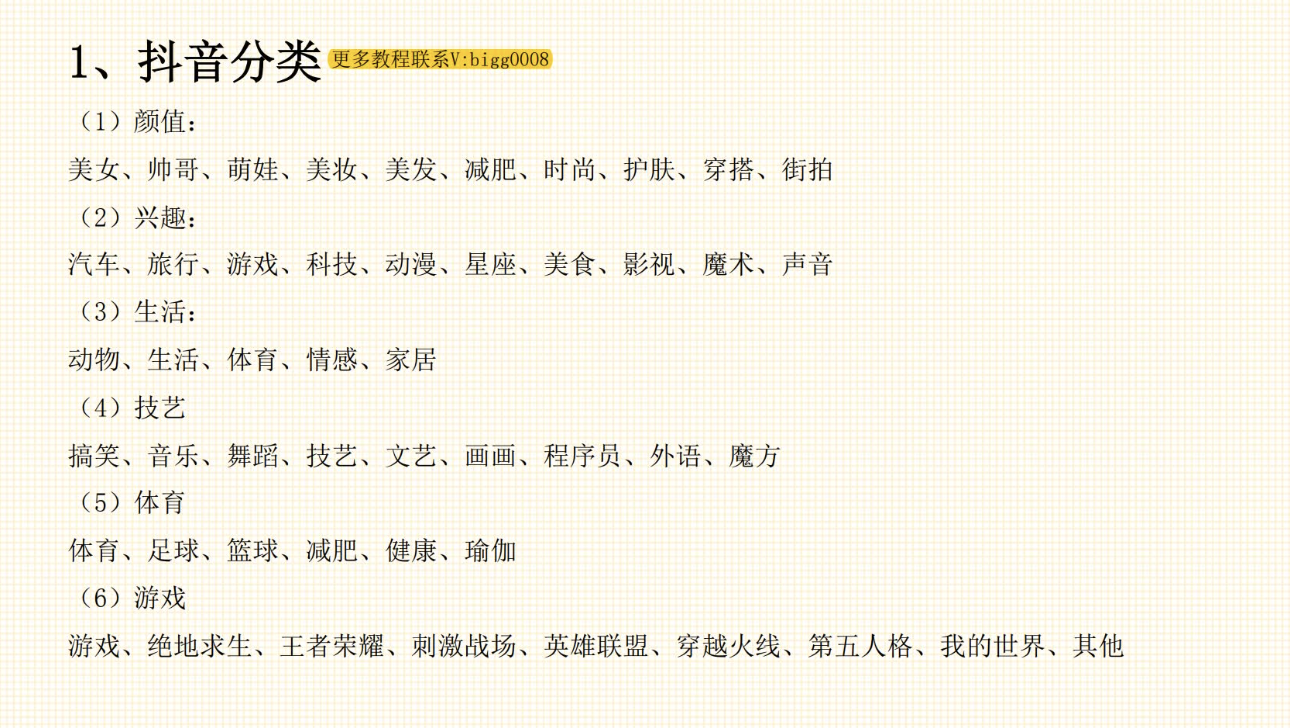 1、抖音分类 更多教程联系V:bigg0008
（1）颜值：
美女、帅哥、萌娃、美妆、美发、减肥、时尚、护肤、穿搭、街拍
（2）兴趣：
汽车、旅行、游戏、科技、动漫、星座、美食、影视、魔术、声音
（3）生活：
动物、生活、体育、情感、家居
（4）技艺
搞笑、音乐、舞蹈、技艺、文艺、画画、程序员、外语、魔方
（5）体育
体育、足球、篮球、减肥、健康、瑜伽
（6）游戏
游戏、绝地求生、王者荣耀、刺激战场、英雄联盟、穿越火线、第五人格、我的世界、其他